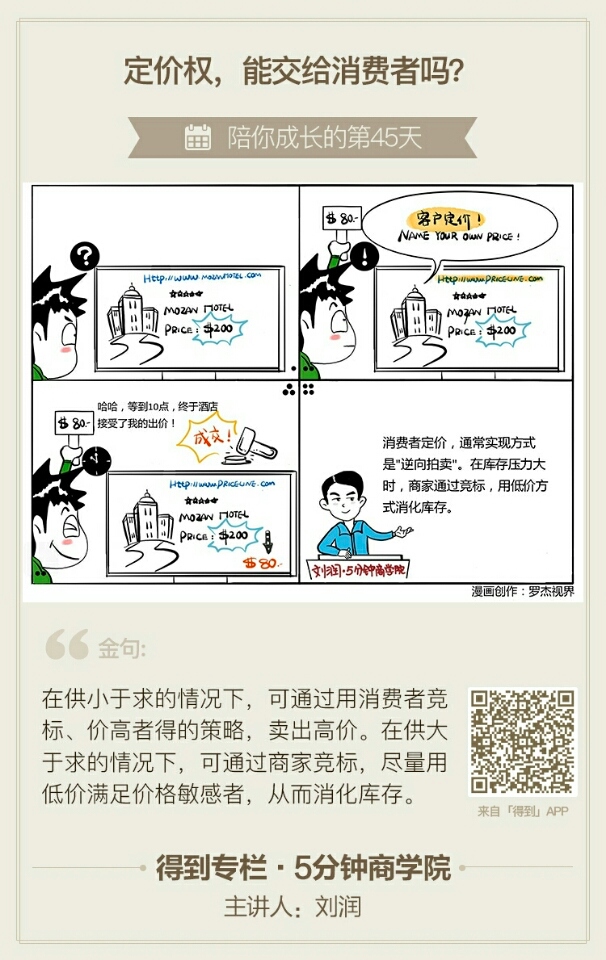 定价权，能交给消费者吗？
陪你成长的第45天
?
Http://www.mozanhotel.com
☆☆☆☆☆
MOZAN HOTEL
PRICE: $200
$80-
!
客户定价！
NAME YOUR OWN PRICE!
Http://www.PRICELINE.com
☆☆☆☆☆
MOZAN HOTEL
PRICE: $200
哈哈，等到10点，终于酒店
接受了我的出价！
$80-
成交！
Http://www.PRICELINE.com
☆☆☆☆☆
MOZAN HOTEL
PRICE: $200
$80-
消费者定价，通常实现方式
是"逆向拍卖"。在库存压力大
时，商家通过竞标，用低价方
式消化库存。
刘润·5分钟商学院
漫画创作：罗杰视界
金句:
在供小于求的情况下，可通过用消费者竞
标、价高者得的策略，卖出高价。在供大
于求的情况下，可通过商家竞标，尽量用
低价满足价格敏感者，从而消化库存。
来自「得到」APP
得到专栏·5分钟商学院
主讲人：刘润